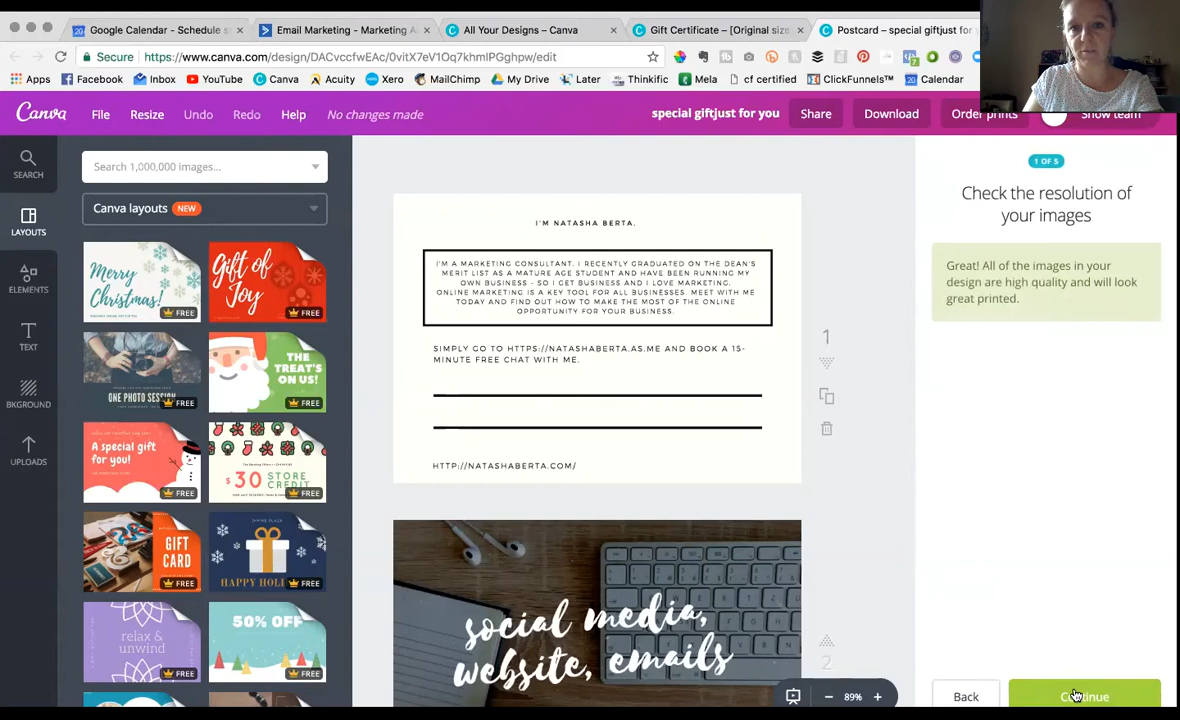 Google Calendar - Schedule s
Email Marketing - Marketing A
All Your Designs – Canva
Gift Certificate – [Original size
Postcard – special giftjust for
Secure
https://www.canva.com/design/DACvccfwEAc/0vitX7eV1Oq7khmlPGghpw/edit
Apps
Facebook
Inbox
YouTube
Canva
Acuity
Xero
MailChimp
My Drive
Later
Thinkific
Mela
cf certified
ClickFunnels™
Calendar
Canva
File
Resize
Undo
Redo
Help
No changes made
special giftjust for you
Share
Download
Order prints
Show team
SEARCH
LAYOUTS
ELEMENTS
TEXT
BKGROUND
UPLOADS
Search 1,000,000 images...
Canva layouts NEW
Merry
Christmas!
FREE
Gift of
Joy
FREE
ONE PHOTO SESSION
FREE
THE
TREAT'S
ON US!
FREE
A special gift
for you!
FREE
$30 STORE
CREDIT
FREE
GIFT
CARD
FREE
HAPPY HOLI
FREE
relax &
unwind
FREE
50% OFF
FREE
I'M NATASHA BERTA.
I'M A MARKETING CONSULTANT. I RECENTLY GRADUATED ON THE DEAN'S
MERIT LIST AS A MATURE AGE STUDENT AND HAVE BEEN RUNNING MY
OWN BUSINESS - SO I GET BUSINESS AND I LOVE MARKETING.
ONLINE MARKETING IS A KEY TOOL FOR ALL BUSINESSES. MEET WITH ME
TODAY AND FIND OUT HOW TO MAKE THE MOST OF THE ONLINE
OPPORTUNITY FOR YOUR BUSINESS.
SIMPLY GO TO HTTPS://NATASHABERTA.AS.ME AND BOOK A 15-
MINUTE FREE CHAT WITH ME.
HTTP://NATASHABERTA.COM/
1
social media,
website, emails
2
89%
1 OF 5
Check the resolution of
your images
Great! All of the images in your
design are high quality and will look
great printed.
Back
Continue